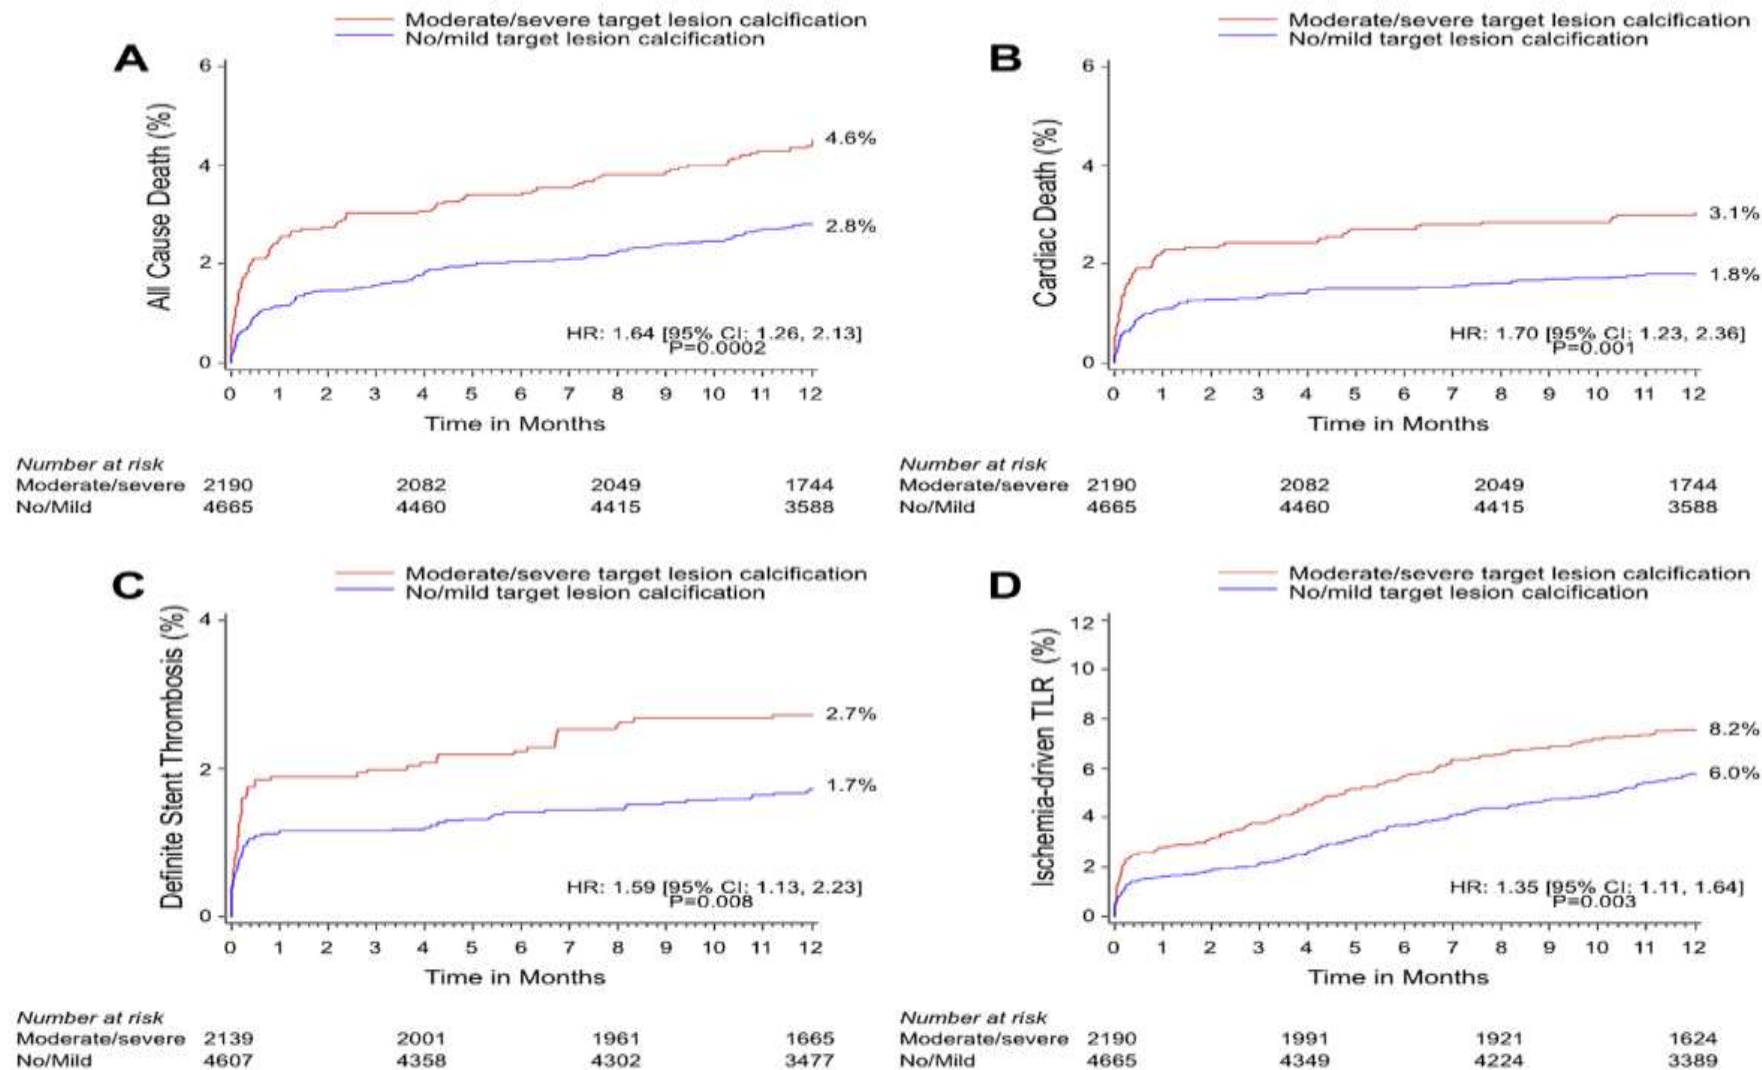 Moderate/severe target lesion calcification
No/mild target lesion calcification
A
All Cause Death (%)
6
4
2
0
4.6%
2.8%
HR: 1.64 [95% CI: 1.26, 2.13]
P=0.0002
0 1 2 3 4 5 6 7 8 9 10 11 12
Time in Months
Number at risk
Moderate/severe 2190 2082 2049 1744
No/Mild 4665 4460 4415 3588
Moderate/severe target lesion calcification
No/mild target lesion calcification
B
Cardiac Death (%)
6
4
2
0
3.1%
1.8%
HR: 1.70 [95% CI: 1.23, 2.36]
P=0.001
0 1 2 3 4 5 6 7 8 9 10 11 12
Time in Months
Number at risk
Moderate/severe 2190 2082 2049 1744
No/Mild 4665 4460 4415 3588
Moderate/severe target lesion calcification
No/mild target lesion calcification
C
Definite Stent Thrombosis (%)
4
2
0
2.7%
1.7%
HR: 1.59 [95% CI: 1.13, 2.23]
P=0.008
0 1 2 3 4 5 6 7 8 9 10 11 12
Time in Months
Number at risk
Moderate/severe 2139 2001 1961 1665
No/Mild 4607 4358 4302 3477
Moderate/severe target lesion calcification
No/mild target lesion calcification
D
Ischemia-driven TLR (%)
12
10
8
6
4
2
0
8.2%
6.0%
HR: 1.35 [95% CI: 1.11, 1.64]
P=0.003
0 1 2 3 4 5 6 7 8 9 10 11 12
Time in Months
Number at risk
Moderate/severe 2190 1991 1921 1624
No/Mild 4665 4349 4224 3389